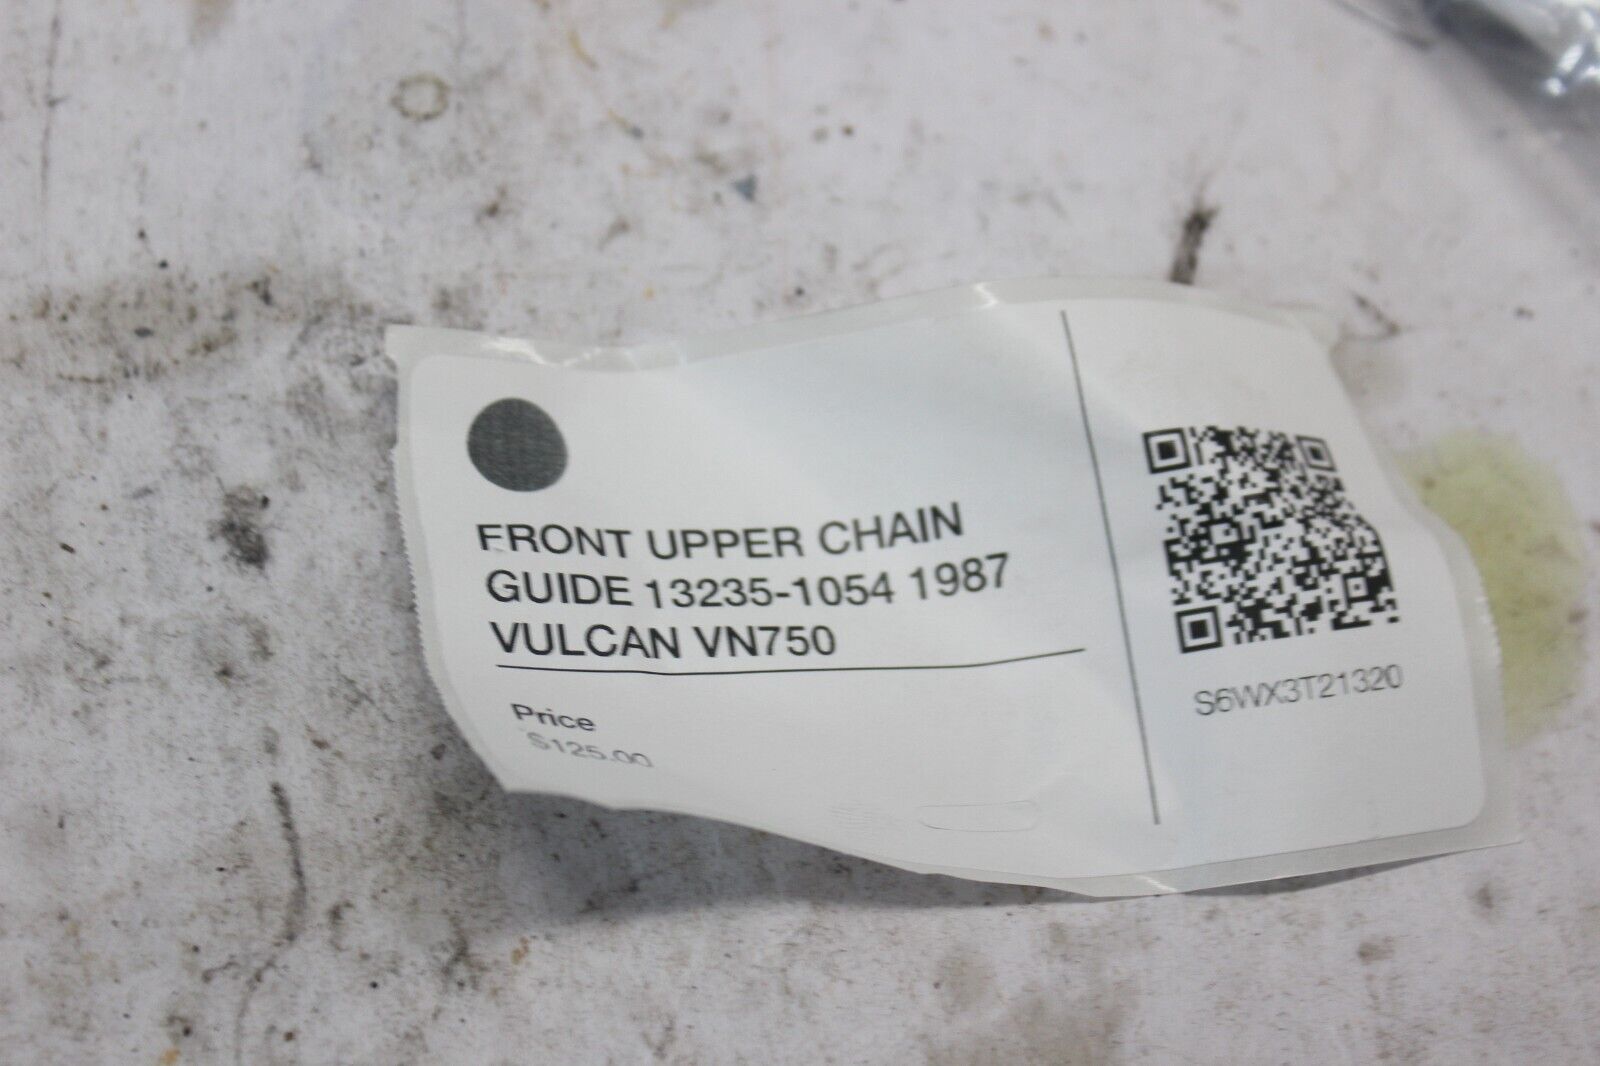 FRONT UPPER CHAIN
GUIDE 13235-1054 1987
VULCAN VN750
Price
$125.00
S6WX3T21320